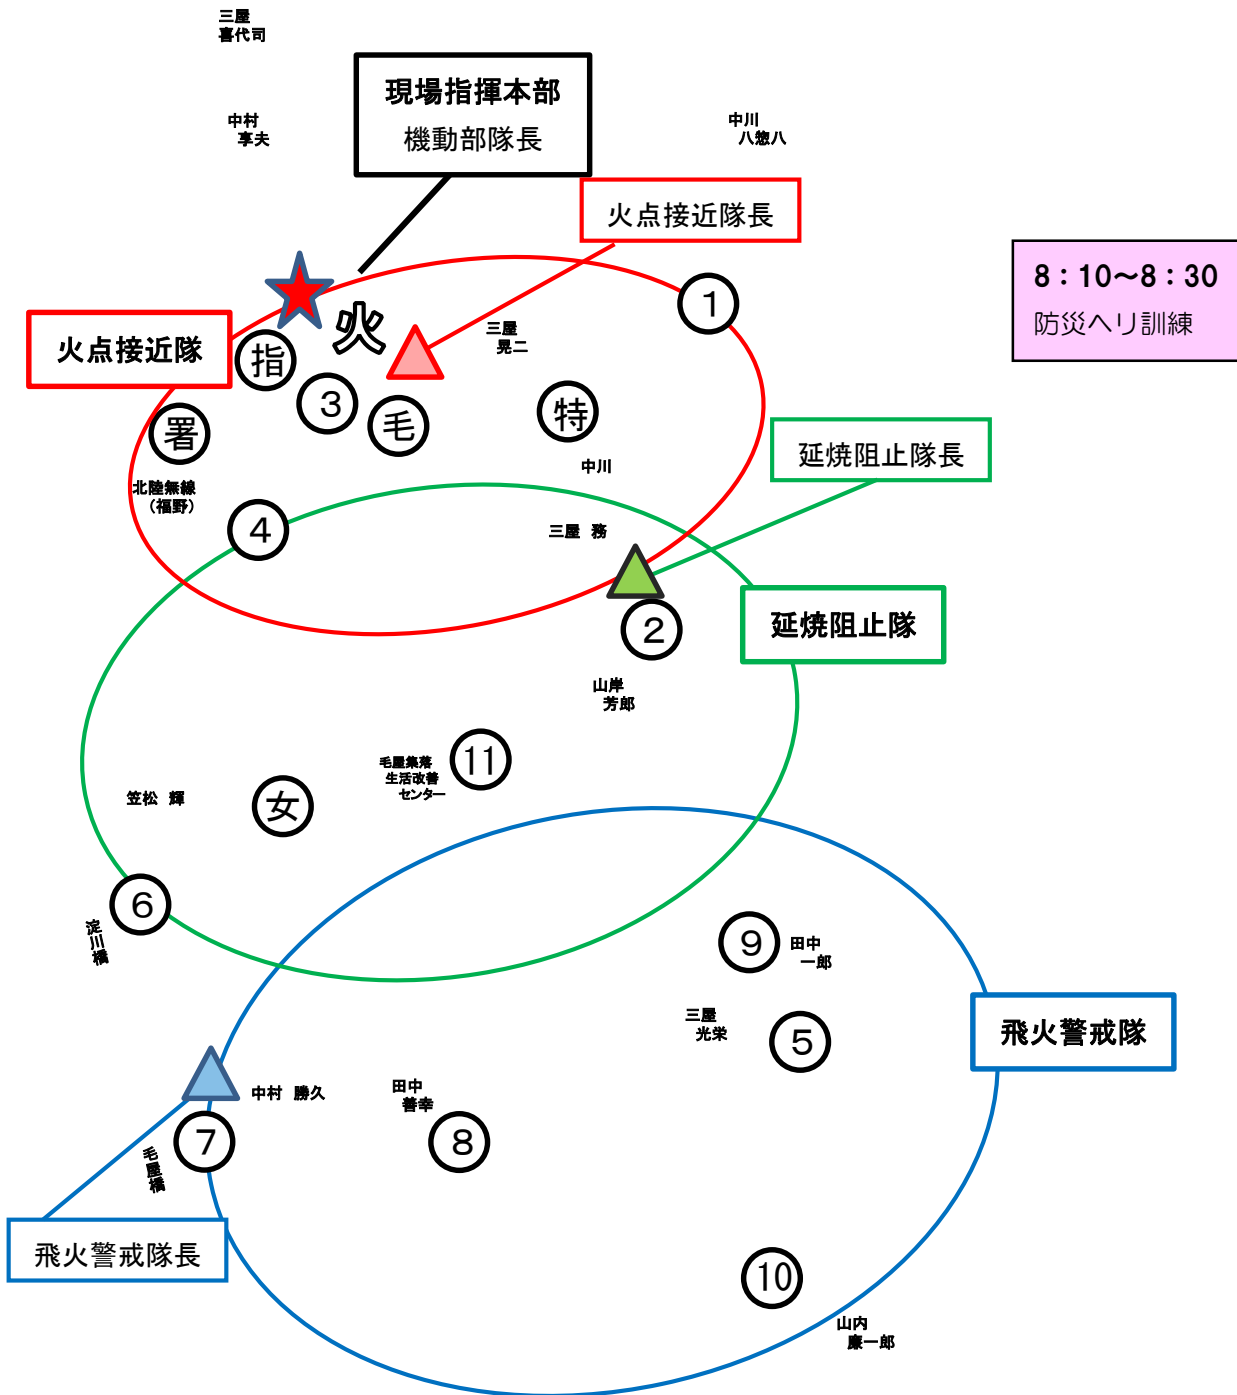 三屋
喜代司
現場指揮本部
機動部隊長
中村
享夫
中川
八惣八
火点接近隊長
8：10～8：30
防災ヘリ訓練
1
火
三屋
晃二
火点接近隊
指
3
毛
特
署
中川
延焼阻止隊長
北陸無線
（福野）
4
三屋 務
2
延焼阻止隊
山岸
芳郎
毛屋集落
生活改善
センター
11
笠松 輝
女
6
淀川橋
9
田中
一郎
三屋
光栄
5
飛火警戒隊
中村 勝久
田中
善幸
7
8
毛屋橋
飛火警戒隊長
10
山内
廉一郎